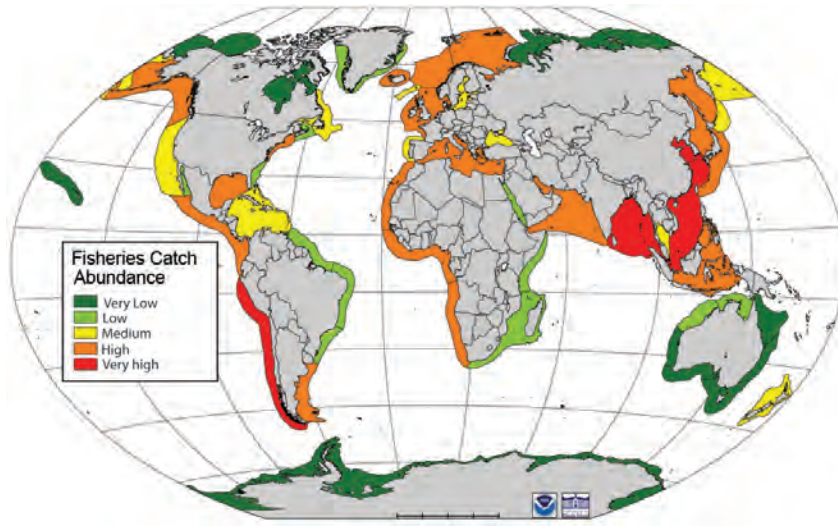 Fisheries Catch
Abundance
Very Low
Low
Medium
High
Very high